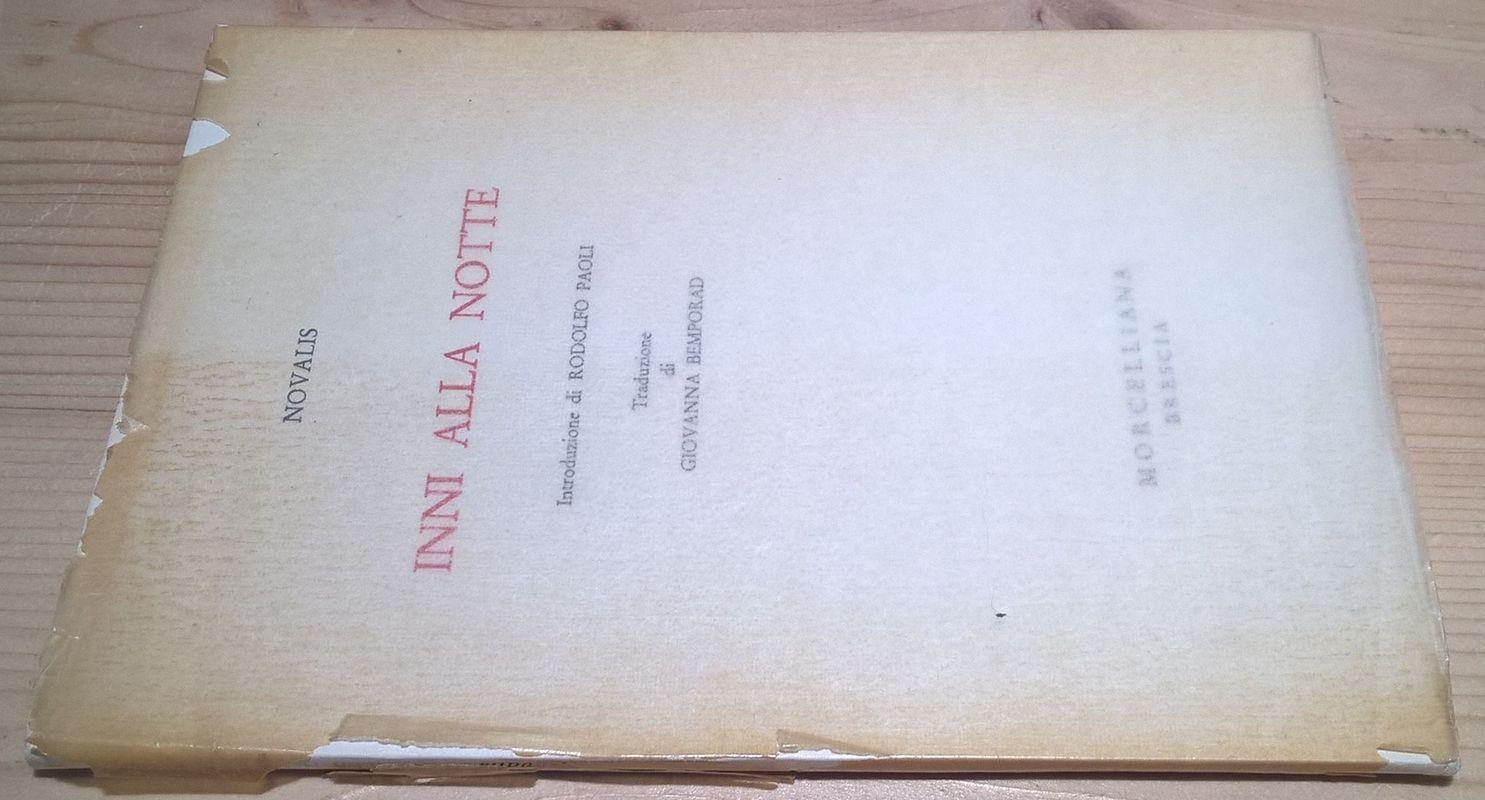 NOVALIS
INNI ALLA NOTTE
Introduzione di RODOLFO PAOLI
Traduzione
di
GIOVANNA BEMPORAD
MORCELLIANA
BRESCIA